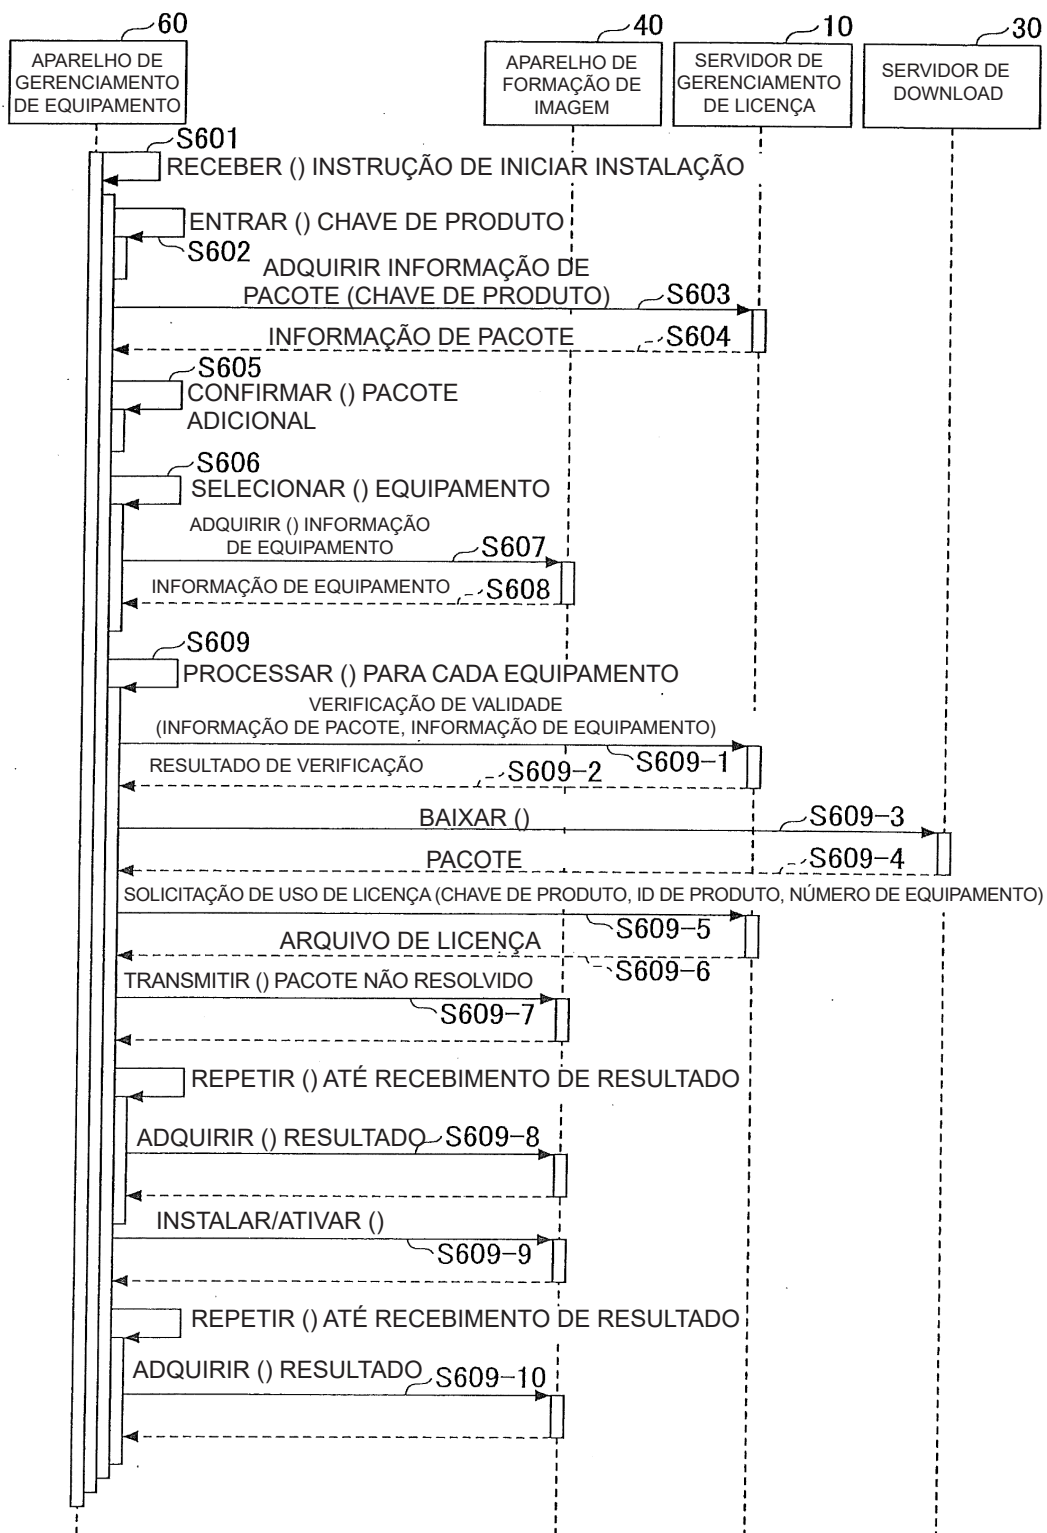 60
40
10
30
APARELHO DE
GERENCIAMENTO
DE EQUIPAMENTO
APARELHO DE
FORMAÇÃO DE
IMAGEM
SERVIDOR DE
GERENCIAMENTO
DE LICENÇA
SERVIDOR DE
DOWNLOAD
S601
RECEBER () INSTRUÇÃO DE INICIAR INSTALAÇÃO
ENTRAR () CHAVE DE PRODUTO
S602
ADQUIRIR INFORMAÇÃO DE
PACOTE (CHAVE DE PRODUTO)
S603
INFORMAÇÃO DE PACOTE
S604
S605
CONFIRMAR () PACOTE
ADICIONAL
S606
SELECIONAR () EQUIPAMENTO
ADQUIRIR () INFORMAÇÃO
DE EQUIPAMENTO
S607
INFORMAÇÃO DE EQUIPAMENTO
S608
S609
PROCESSAR () PARA CADA EQUIPAMENTO
VERIFICAÇÃO DE VALIDADE
(INFORMAÇÃO DE PACOTE, INFORMAÇÃO DE EQUIPAMENTO)
S609-1
RESULTADO DE VERIFICAÇÃO
S609-2
BAIXAR ()
S609-3
PACOTE
S609-4
SOLICITAÇÃO DE USO DE LICENÇA (CHAVE DE PRODUTO, ID DE PRODUTO, NÚMERO DE EQUIPAMENTO)
S609-5
ARQUIVO DE LICENÇA
S609-6
TRANSMITIR () PACOTE NÃO RESOLVIDO
S609-7
REPETIR () ATÉ RECEBIMENTO DE RESULTADO
ADQUIRIR () RESULTADO
S609-8
INSTALAR/ATIVAR ()
S609-9
REPETIR () ATÉ RECEBIMENTO DE RESULTADO
ADQUIRIR () RESULTADO
S609-10